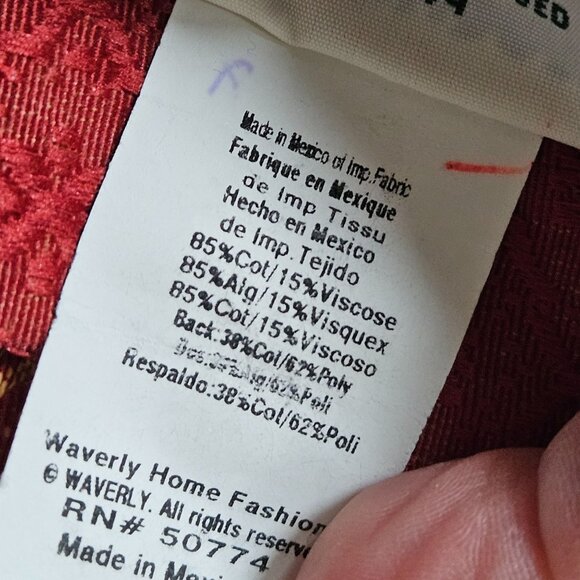 SED
Made in Mexico of Imp.Fabric
Fabrique en Mexique
de Imp Tissu
Hecho en Mexico
de Imp.Tejido
85%Cot/15%Viscose
85%Alg/15%Visquex
85%Cot/15%Viscoso
Back:38%Cot/62%Poly
Respaldo:38%Cot/62%Poli
Waverly Home Fashion
© WAVERLY. All rights reserve
RN# 50774
Made in Mexi